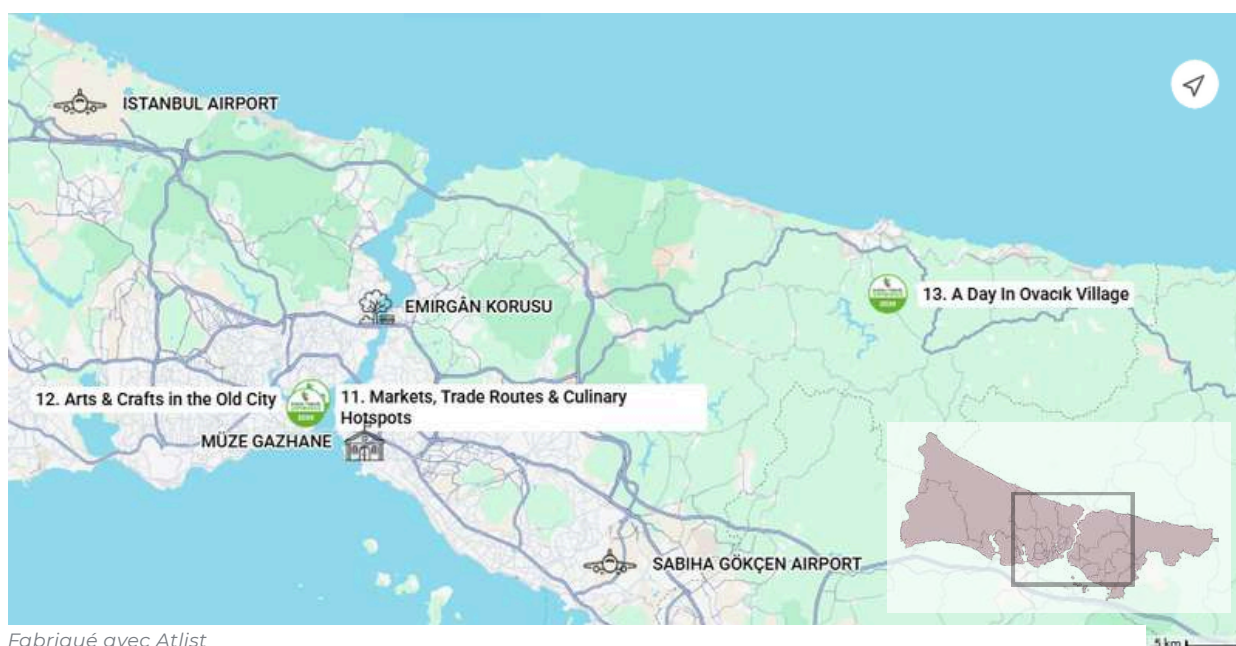 ISTANBUL AIRPORT
EMIRGÂN KORUSU
13. A Day In Ovacık Village
12. Arts & Crafts in the Old City
11. Markets, Trade Routes & Culinary
Hotspots
MÜZE GAZHANE
SABIHA GÖKÇEN AIRPORT
Fabriqué avec Atlist
5 km